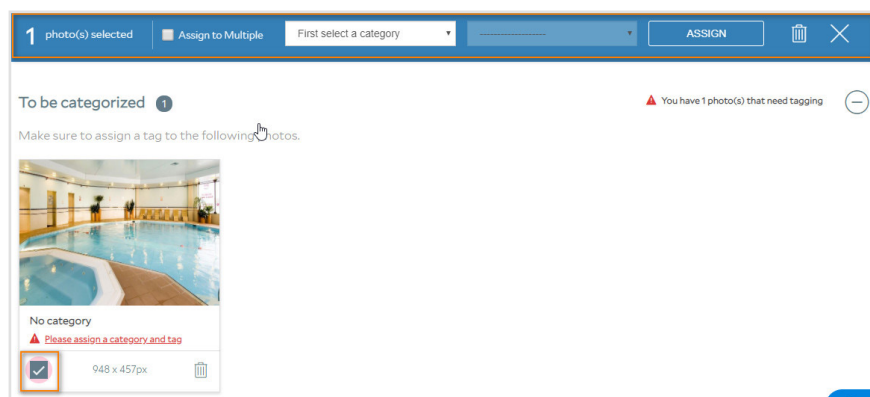 1 photo(s) selected Assign to Multiple First select a category -------------------- ASSIGN
To be categorized 1
You have 1 photo(s) that need tagging
Make sure to assign a tag to the following photos.
No category
Please assign a category and tag
948 x 457px